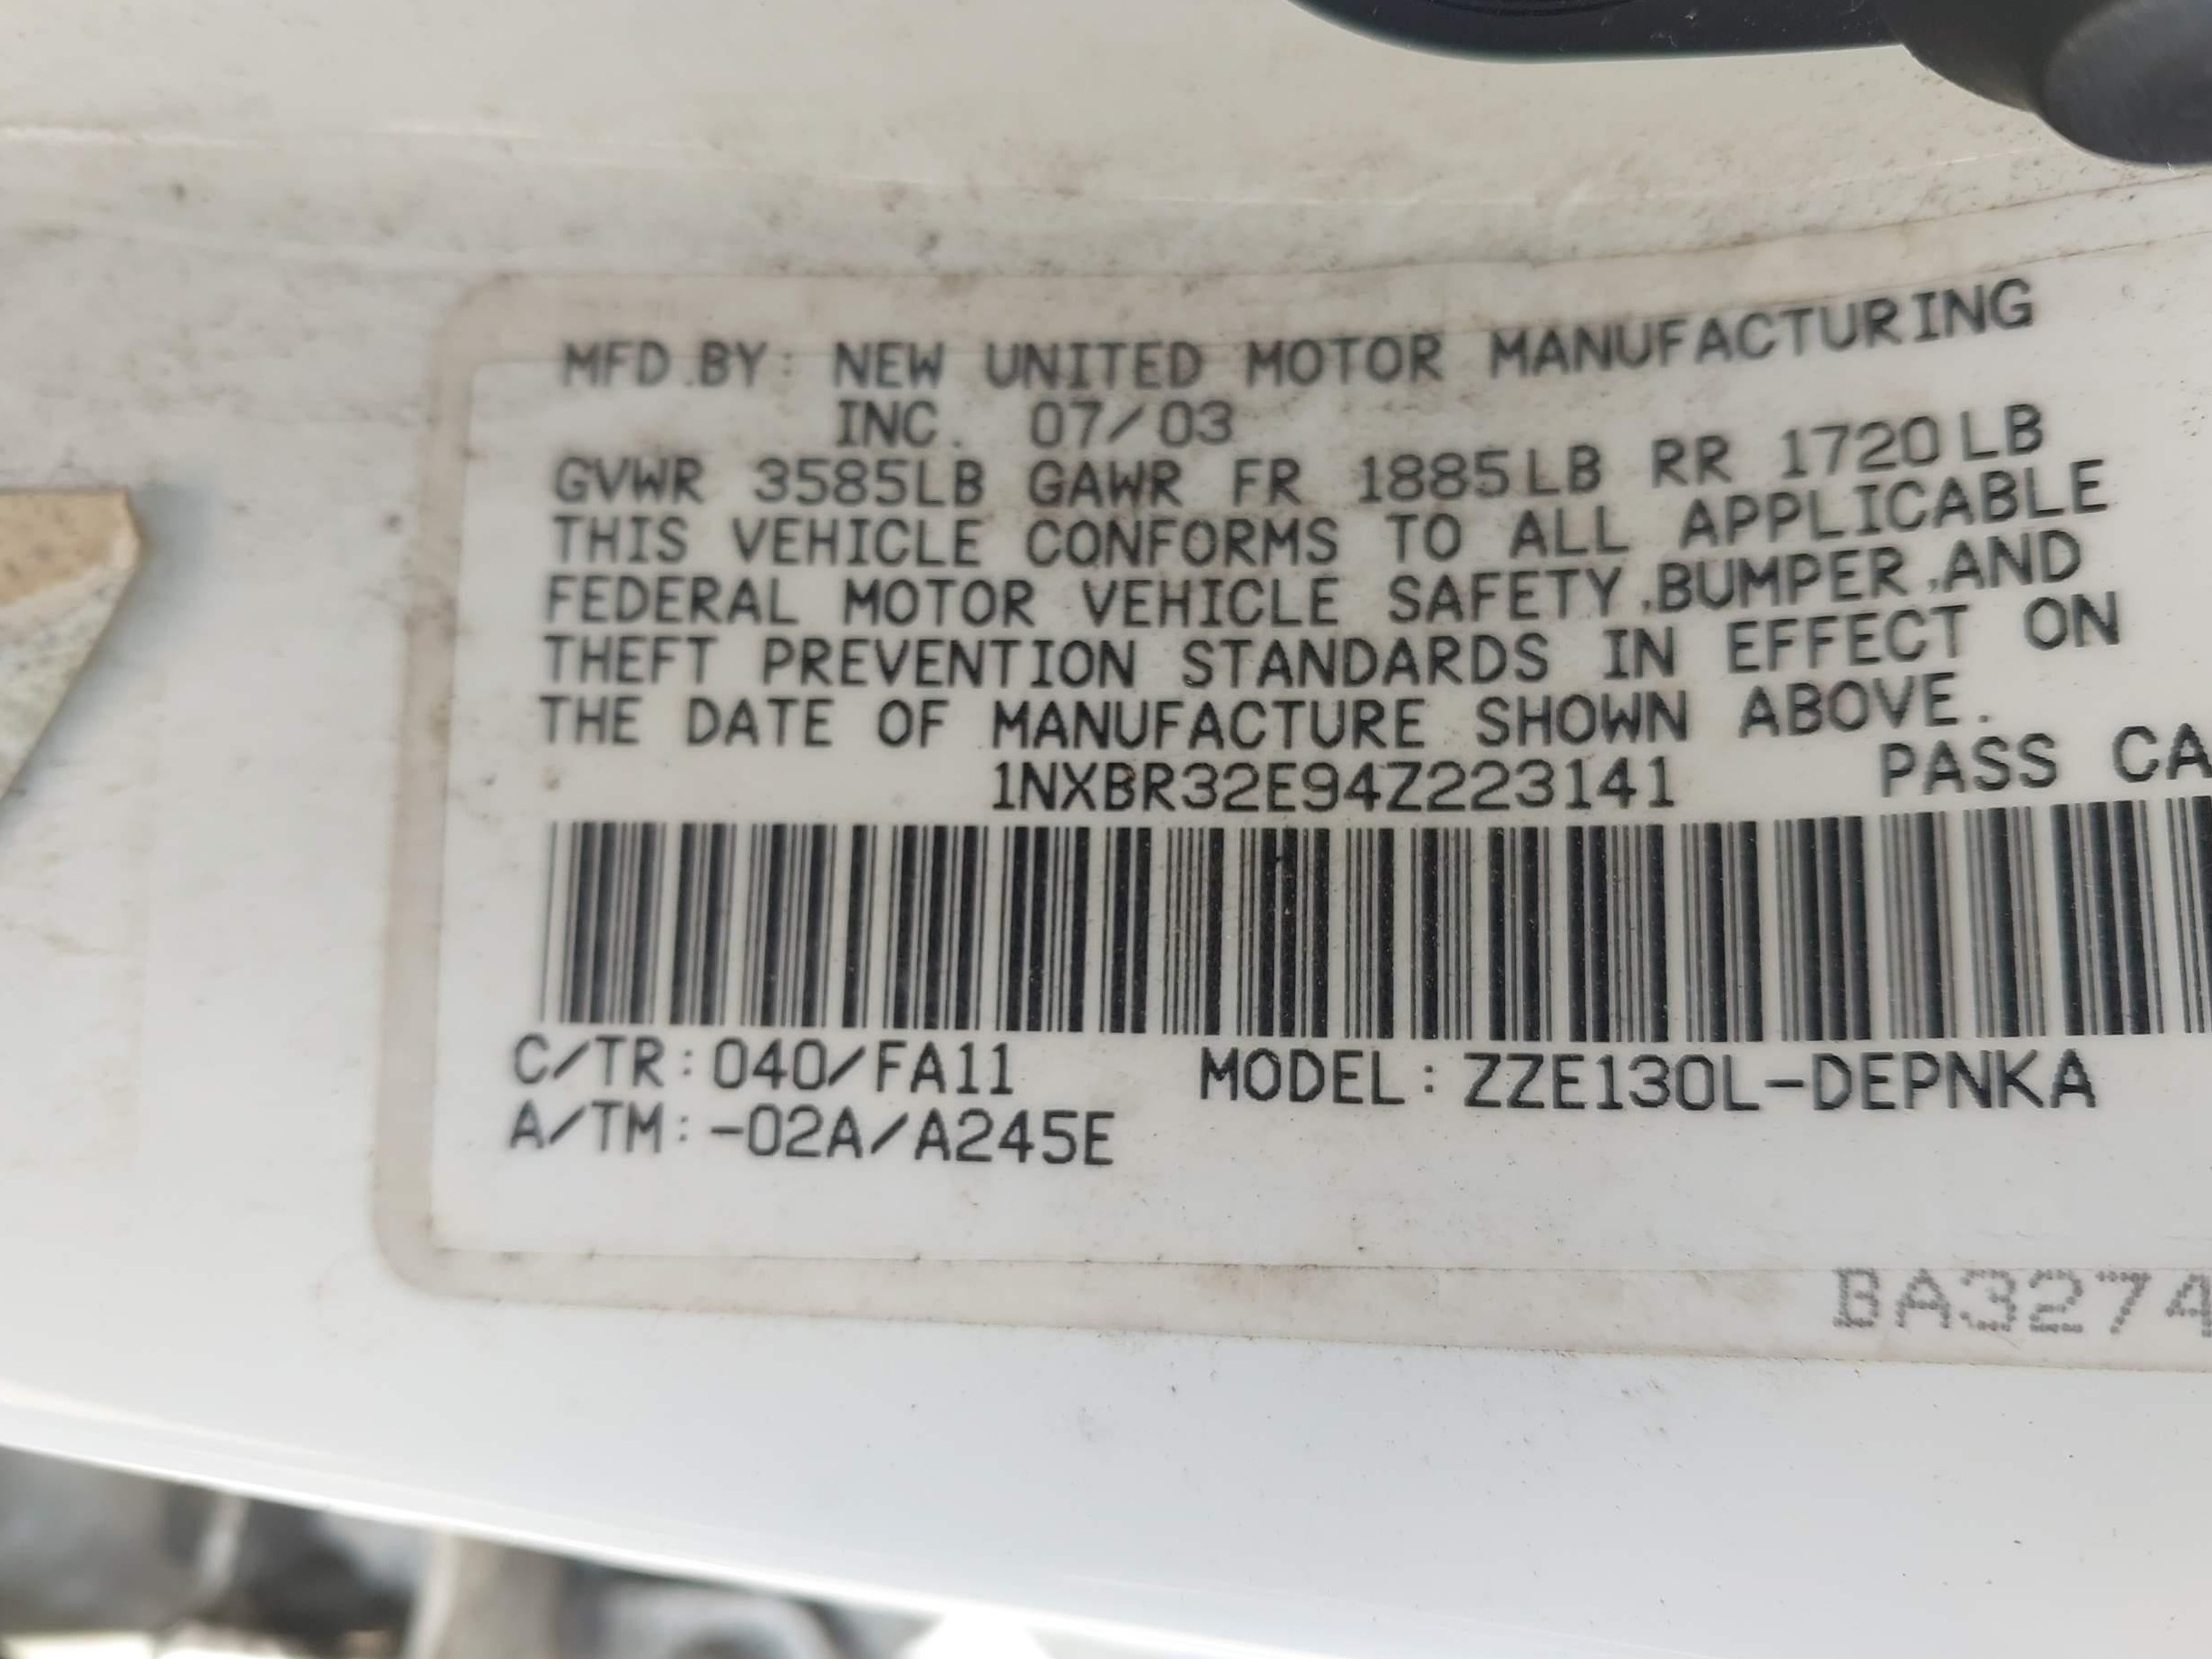 MFD.BY: NEW UNITED MOTOR MANUFACTURING
INC. 07/03
GVWR 3585LB GAWR FR 1885LB RR 1720LB
THIS VEHICLE CONFORMS TO ALL APPLICABLE
FEDERAL MOTOR VEHICLE SAFETY,BUMPER,AND
THEFT PREVENTION STANDARDS IN EFFECT ON
THE DATE OF MANUFACTURE SHOWN ABOVE.
1NXBR32E94Z223141 PASS CA
C/TR:040/FA11 MODEL:ZZE130L-DEPNKA
A/TM:-02A/A245E
BA3274